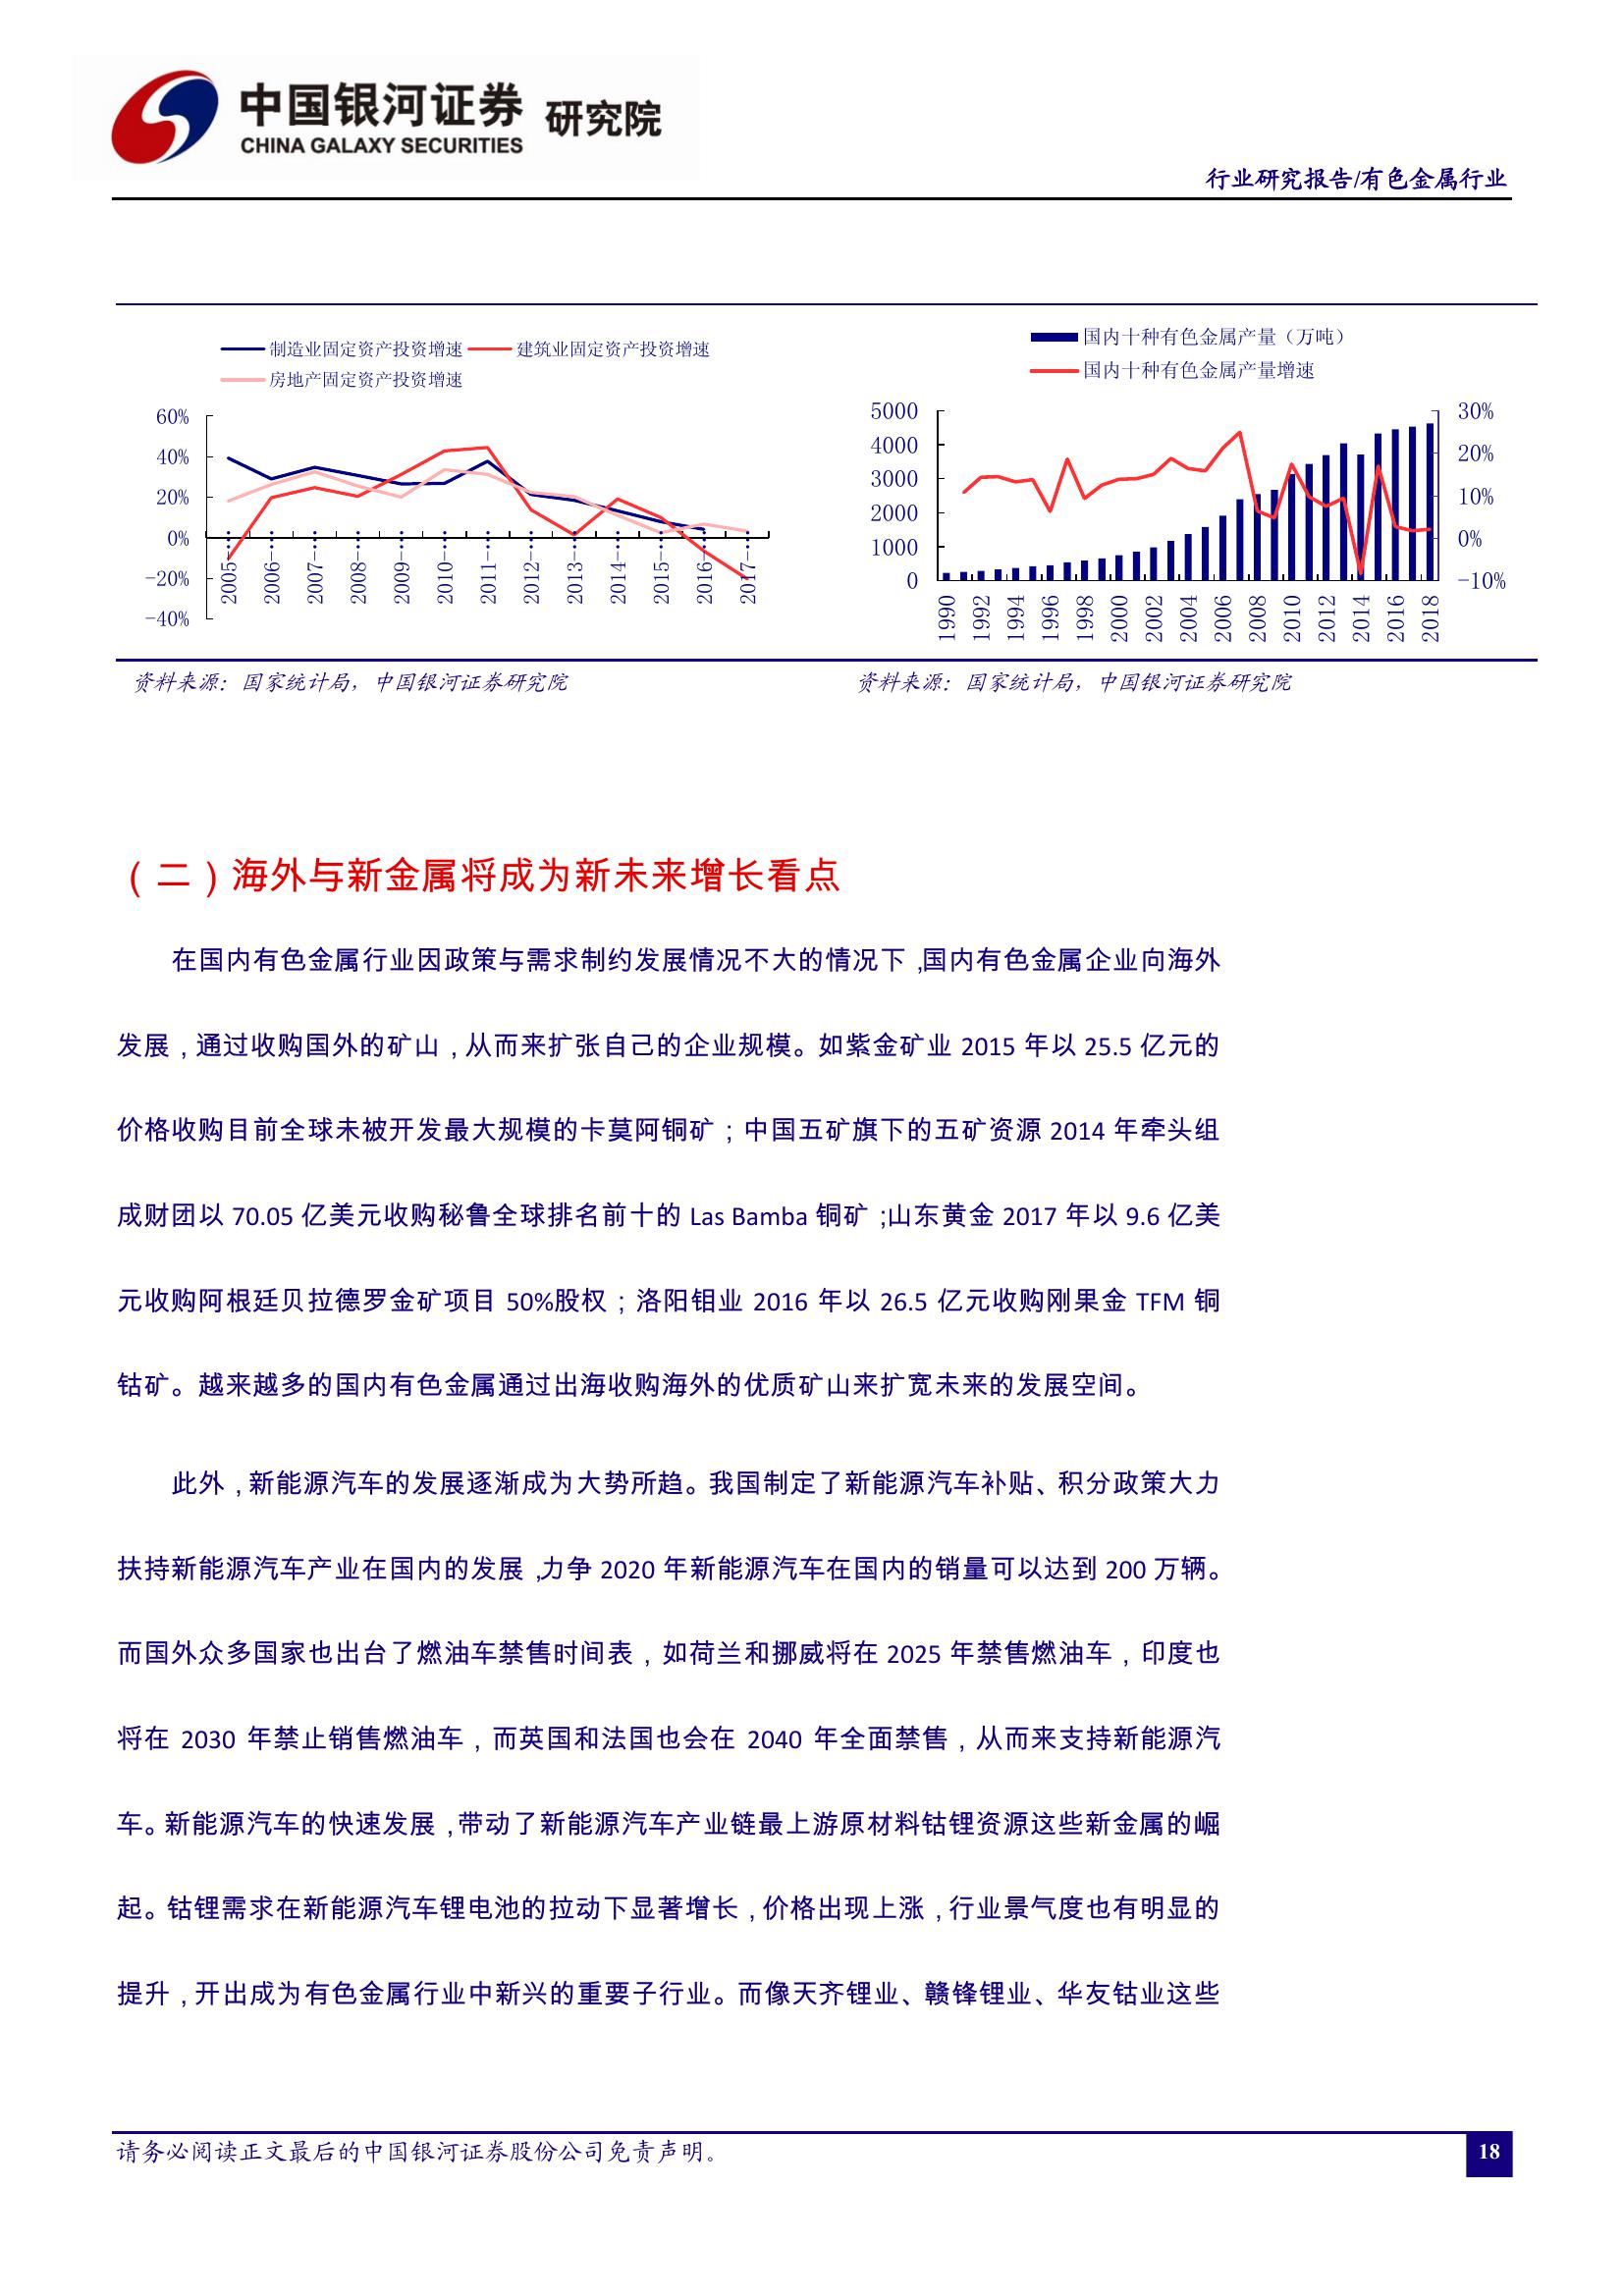 中国银河证券 研究院
CHINA GALAXY SECURITIES
行业研究报告/有色金属行业
制造业固定资产投资增速 建筑业固定资产投资增速
房地产固定资产投资增速
60%
40%
20%
0%
-20%
-40%
2005 2006 2007 2008 2009 2010 2011 2012 2013 2014 2015 2016 2017
国内十种有色金属产量（万吨）
国内十种有色金属产量增速
5000 30%
4000 20%
3000 10%
2000 0%
1000 -10%
0
1990 1992 1994 1996 1998 2000 2002 2004 2006 2008 2010 2012 2014 2016 2018
资料来源：国家统计局，中国银河证券研究院 资料来源：国家统计局，中国银河证券研究院
（二）海外与新金属将成为新未来增长看点
在国内有色金属行业因政策与需求制约发展情况不大的情况下，国内有色金属企业向海外
发展，通过收购国外的矿山，从而来扩张自己的企业规模。如紫金矿业 2015 年以 25.5 亿元的
价格收购目前全球未被开发最大规模的卡莫阿铜矿；中国五矿旗下的五矿资源 2014 年牵头组
成财团以 70.05 亿美元收购秘鲁全球排名前十的 Las Bamba 铜矿；山东黄金 2017 年以 9.6 亿美
元收购阿根廷贝拉德罗金矿项目 50%股权；洛阳钼业 2016 年以 26.5 亿元收购刚果金 TFM 铜
钴矿。越来越多的国内有色金属通过出海收购海外的优质矿山来扩宽未来的发展空间。
此外，新能源汽车的发展逐渐成为大势所趋。我国制定了新能源汽车补贴、积分政策大力
扶持新能源汽车产业在国内的发展，力争 2020 年新能源汽车在国内的销量可以达到 200 万辆。
而国外众多国家也出台了燃油车禁售时间表，如荷兰和挪威将在 2025 年禁售燃油车，印度也
将在 2030 年禁止销售燃油车，而英国和法国也会在 2040 年全面禁售，从而来支持新能源汽
车。新能源汽车的快速发展，带动了新能源汽车产业链最上游原材料钴锂资源这些新金属的崛
起。钴锂需求在新能源汽车锂电池的拉动下显著增长，价格出现上涨，行业景气度也有明显的
提升，开出成为有色金属行业中新兴的重要子行业。而像天齐锂业、赣锋锂业、华友钴业这些
请务必阅读正文最后的中国银河证券股份公司免责声明。
18